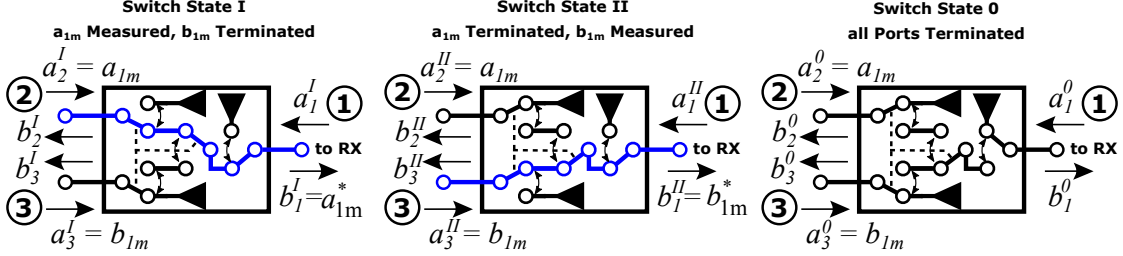 Switch State I
a₁ₘ Measured, b₁ₘ Terminated
2
a₂ᴵ = a₁ₘ
a₁ᴵ
1
b₂ᴵ
to RX
b₃ᴵ
b₁ᴵ=a*₁ₘ
3
a₃ᴵ = b₁ₘ
Switch State II
a₁ₘ Terminated, b₁ₘ Measured
2
a₂ᴵᴵ = a₁ₘ
a₁ᴵᴵ
1
b₂ᴵᴵ
to RX
b₃ᴵᴵ
b₁ᴵᴵ=b*₁ₘ
3
a₃ᴵᴵ = b₁ₘ
Switch State 0
all Ports Terminated
2
a₂⁰ = a₁ₘ
a₁⁰
1
b₂⁰
to RX
b₃⁰
b₁⁰
3
a₃⁰ = b₁ₘ